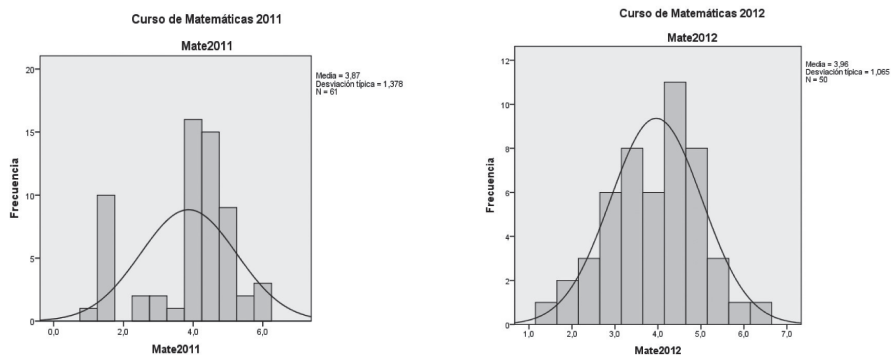 Curso de Matemáticas 2011
Mate2011
Media = 3,87
Desviación típica = 1,378
N = 61
Frecuencia
20
15
10
5
0
0,0 2,0 4,0 6,0
Mate2011
Curso de Matemáticas 2012
Mate2012
Media = 3,96
Desviación típica = 1,065
N = 50
Frecuencia
12
10
8
6
4
2
0
1,0 2,0 3,0 4,0 5,0 6,0 7,0
Mate2012